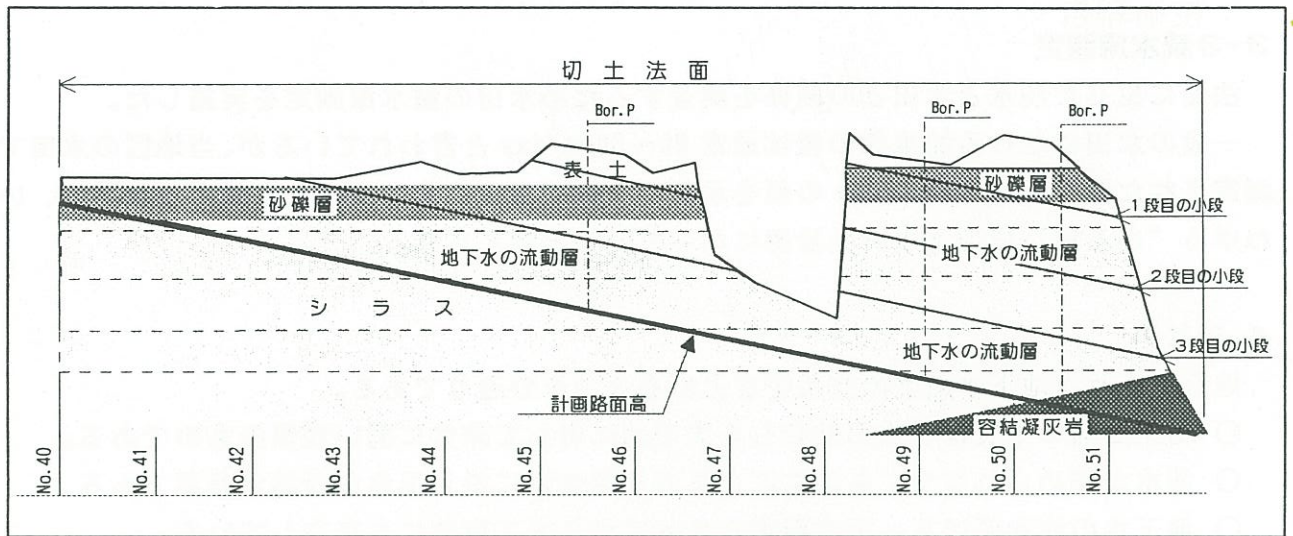 切土法面
Bor.P
Bor.P
Bor.P
表土
砂礫層
砂礫層
1段目の小段
地下水の流動層
地下水の流動層
2段目の小段
シラス
地下水の流動層
3段目の小段
計画路面高
容結凝灰岩
No.40
No.41
No.42
No.43
No.44
No.45
No.46
No.47
No.48
No.49
No.50
No.51